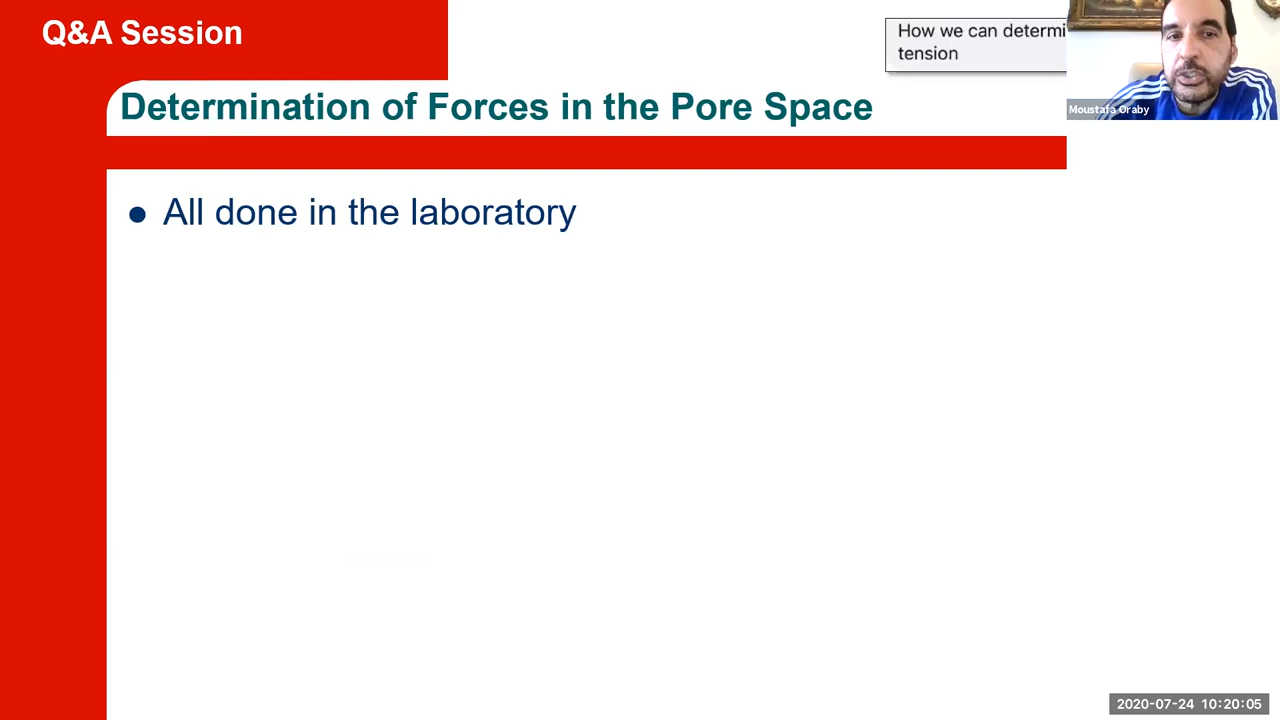 Q&A Session
How we can determi
tension
Moustafa Oraby
Determination of Forces in the Pore Space
● All done in the laboratory
2020-07-24 10:20:05